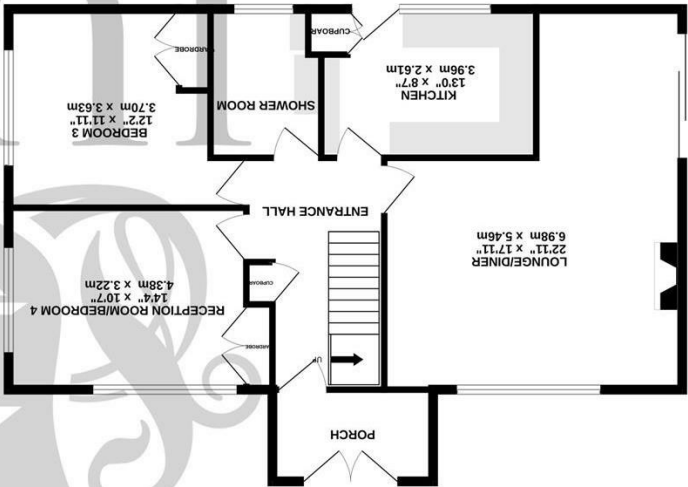 PORCH
UP
WARDROBE
RECEPTION ROOM/BEDROOM 4
14'4" x 10'7"
4.38m x 3.22m
CUPBOARD
LOUNGE/DINER
22'11" x 17'11"
6.98m x 5.46m
ENTRANCE HALL
BEDROOM 3
12'2" x 11'11"
3.70m x 3.63m
SHOWER ROOM
KITCHEN
13'0" x 8'7"
3.96m x 2.61m
WARDROBE
CUPBOARD